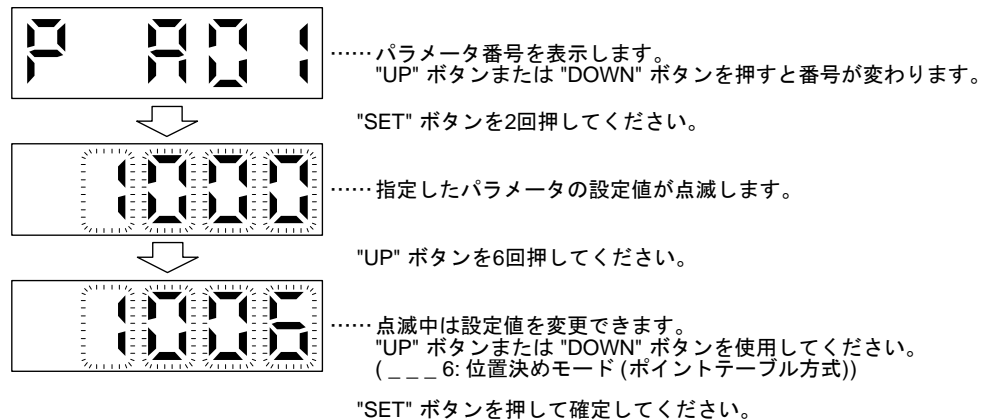 P A01
……パラメータ番号を表示します。
"UP" ボタンまたは "DOWN" ボタンを押すと番号が変わります。
"SET" ボタンを2回押してください。
1000
……指定したパラメータの設定値が点滅します。
"UP" ボタンを6回押してください。
1006
……点滅中は設定値を変更できます。
"UP" ボタンまたは "DOWN" ボタンを使用してください。
( _ _ _ 6: 位置決めモード (ポイントテーブル方式))
"SET" ボタンを押して確定してください。